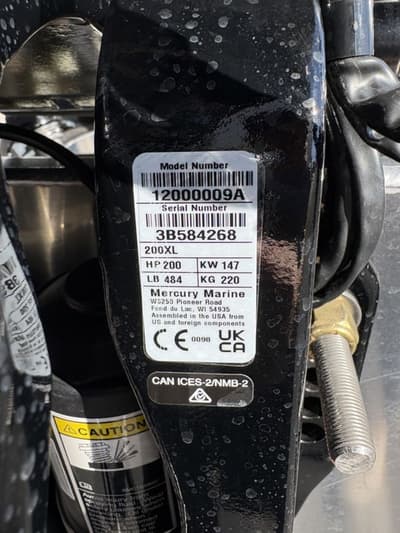 Model Number
12000009A
Serial Number
3B584268
200XL
HP 200 KW 147
LB 484 KG 220
Mercury Marine
W6250 Pioneer Road
Fond du Lac, WI 54935
Assembled in the USA from
US and foreign components
CE 0098 UK
CA
CAN ICES-2/NMB-2
CAUTION